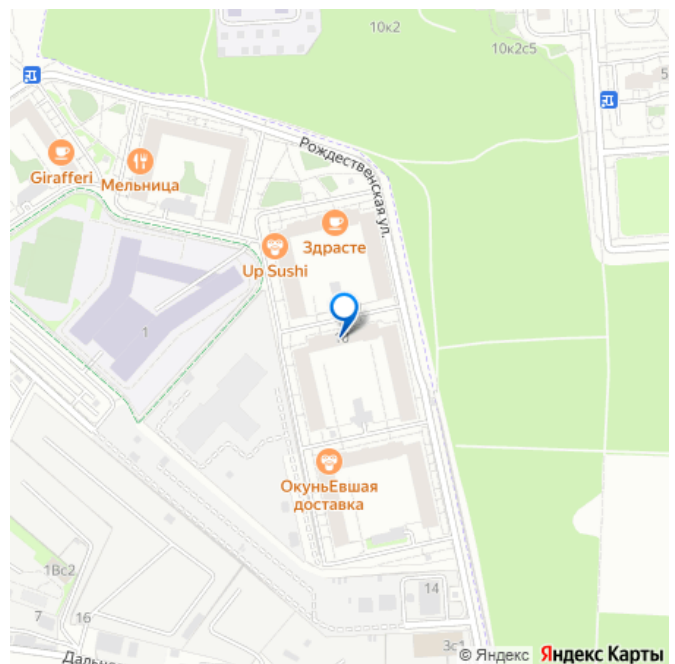 10к2
10к2с5
5
Рождественская ул.
Girafferi
Мельница
Здрасте
Up Sushi
1
ОкуньЕвшая
доставка
1Вс2
14
7
16
3с1
© Яндекс Яндекс Карты